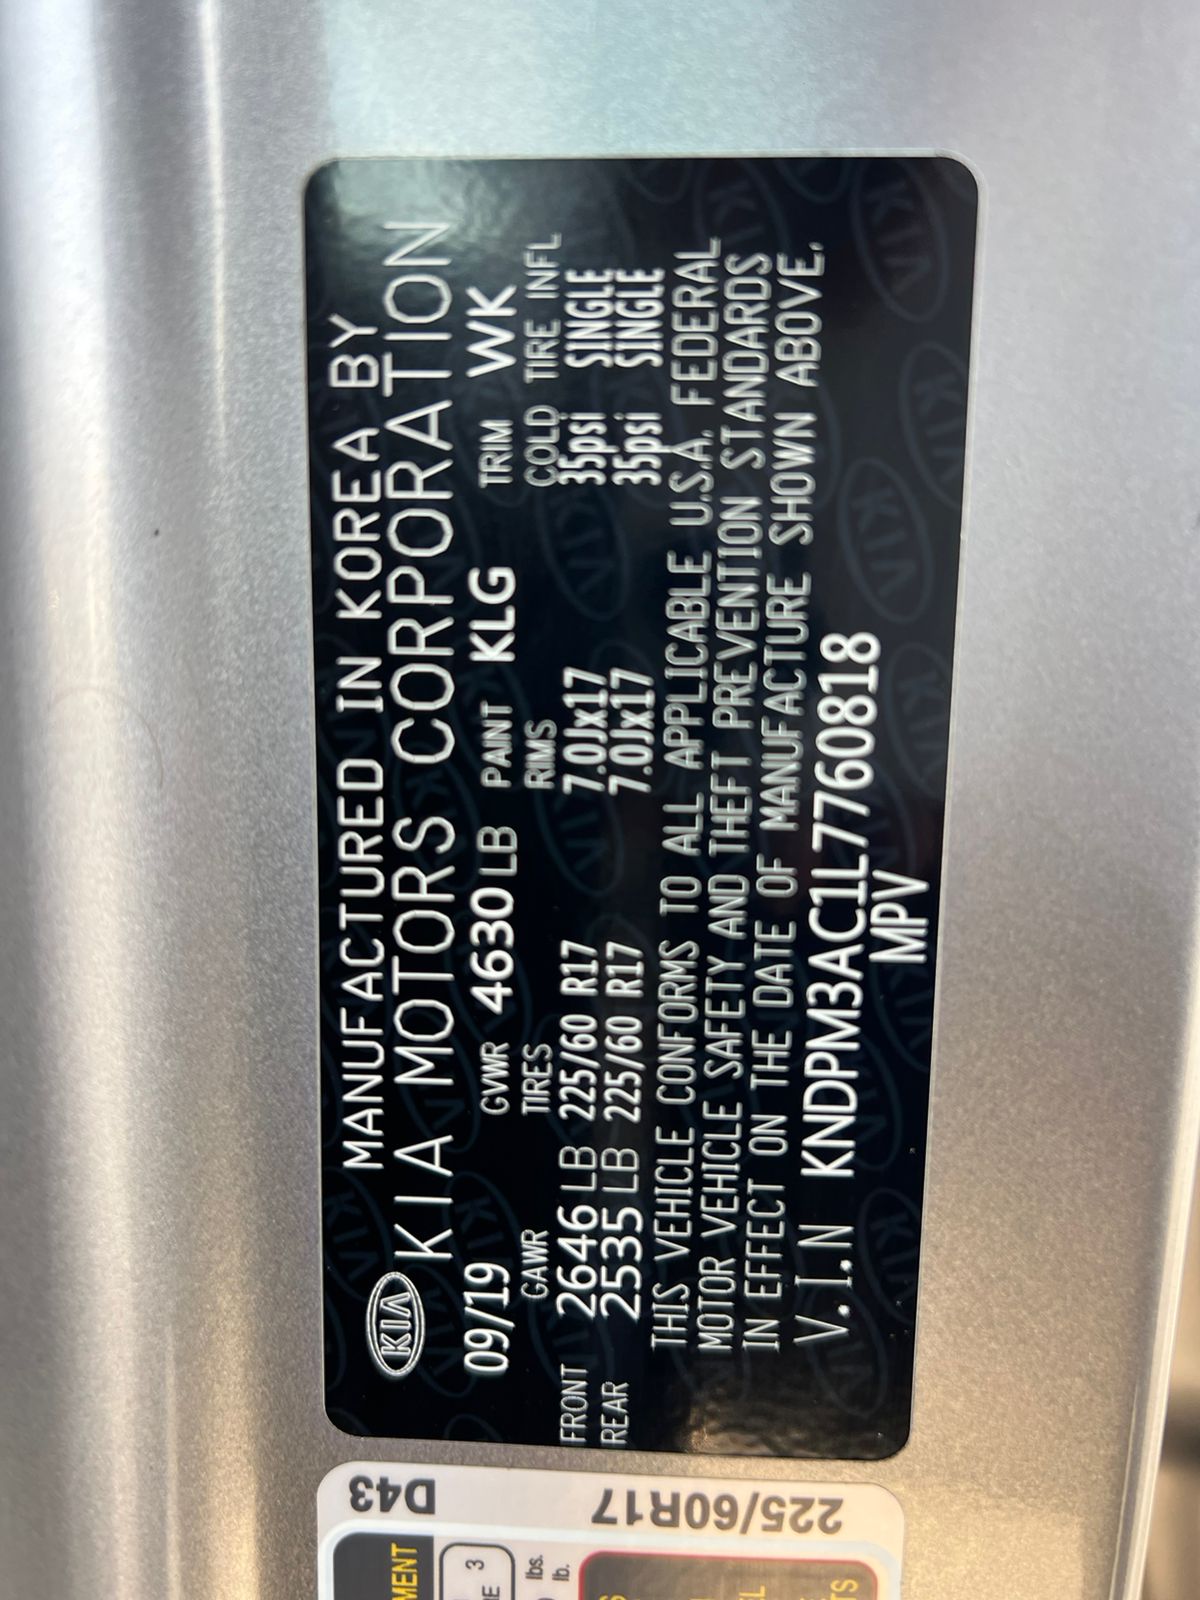 MANUFACTURED IN KOREA BY
KIA KIA MOTORS CORPORATION
09/19 GVWR 4630 LB PAINT KLG TRIM WK
GAWR TIRES RIMS COLD TIRE INFL
FRONT 2646 LB 225/60 R17 7.0Jx17 35psi SINGLE
REAR 2535 LB 225/60 R17 7.0Jx17 35psi SINGLE
THIS VEHICLE CONFORMS TO ALL APPLICABLE U.S.A. FEDERAL
MOTOR VEHICLE SAFETY AND THEFT PREVENTION STANDARDS
IN EFFECT ON THE DATE OF MANUFACTURE SHOWN ABOVE.
V.I.N KNDPM3AC1L7760818
MPV
D43
225/60R17
3
lbs.
lb.